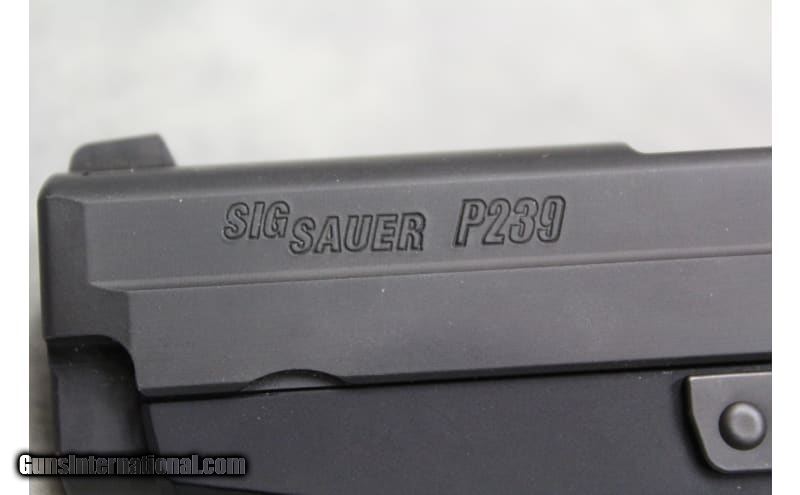 SIG SAUER P239
GunsInternational.com